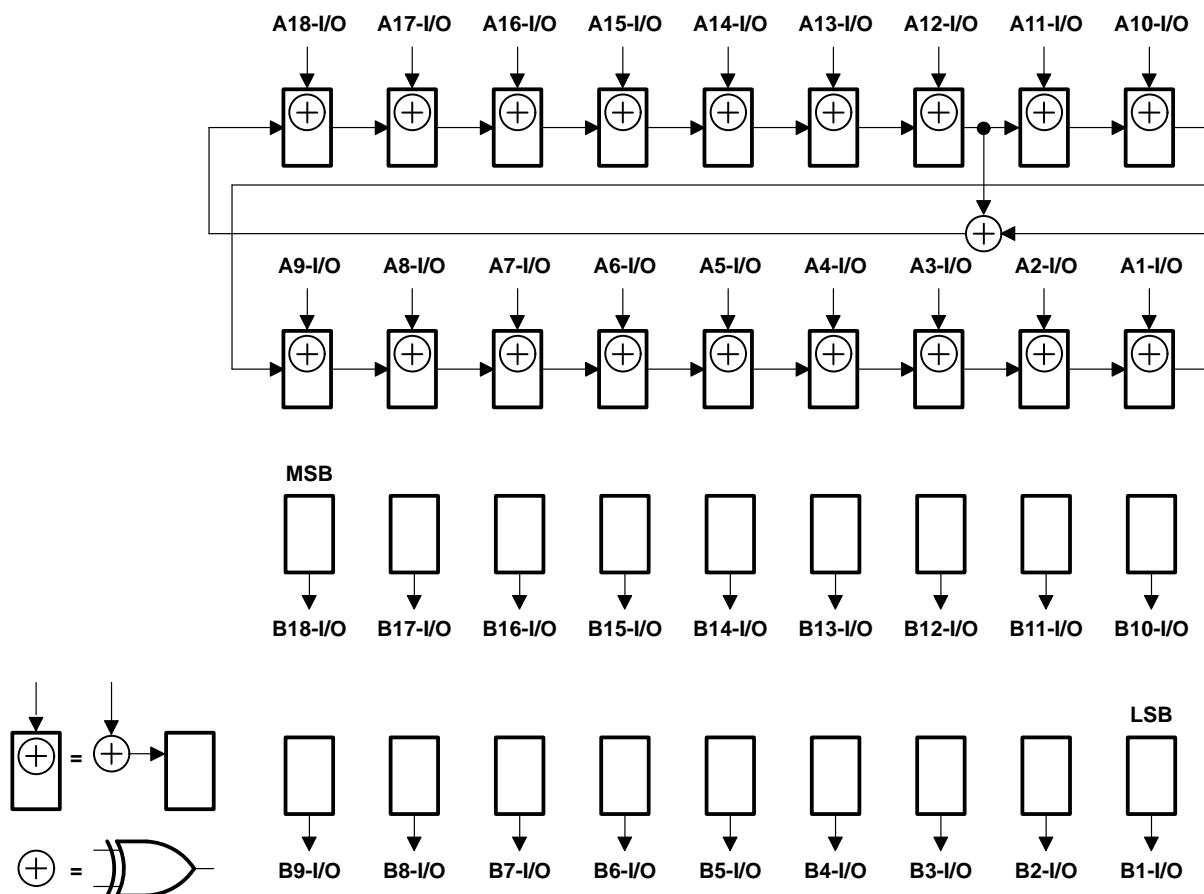 A18-I/O A17-I/O A16-I/O A15-I/O A14-I/O A13-I/O A12-I/O A11-I/O A10-I/O
A9-I/O A8-I/O A7-I/O A6-I/O A5-I/O A4-I/O A3-I/O A2-I/O A1-I/O
MSB
B18-I/O B17-I/O B16-I/O B15-I/O B14-I/O B13-I/O B12-I/O B11-I/O B10-I/O
LSB
=
=
B9-I/O B8-I/O B7-I/O B6-I/O B5-I/O B4-I/O B3-I/O B2-I/O B1-I/O